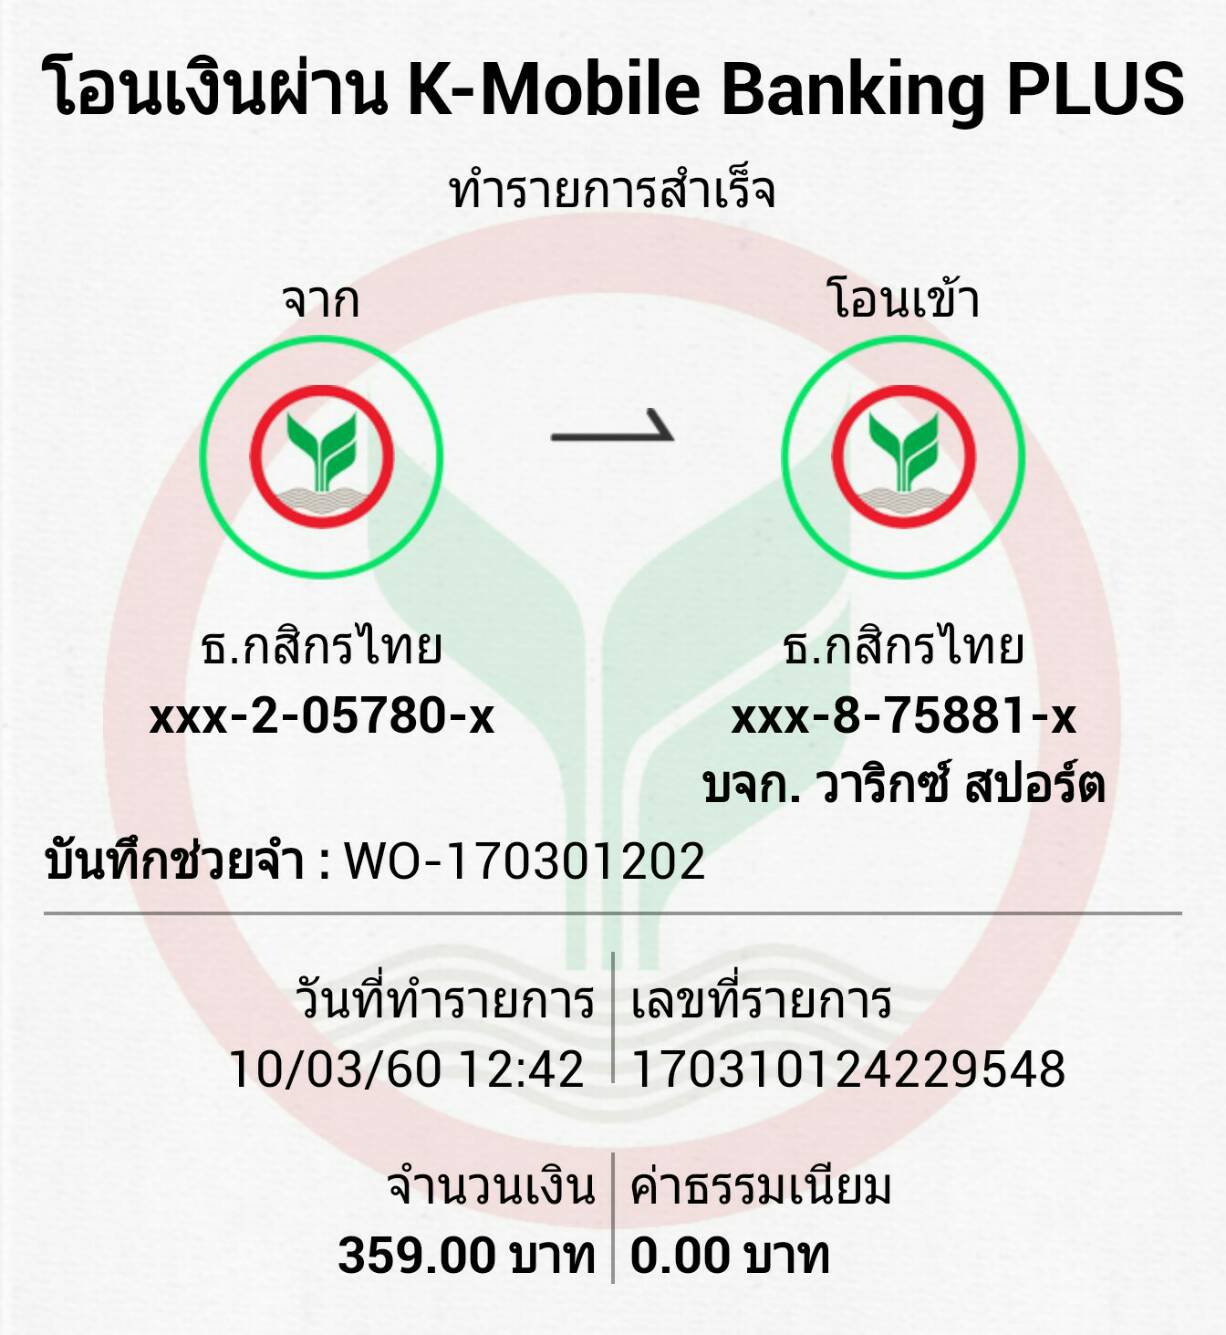 โอนเงินผ่าน K-Mobile Banking PLUS
ทำรายการสำเร็จ
จาก
โอนเข้า
ธ.กสิกรไทย
ธ.กสิกรไทย
xxx-2-05780-x
xxx-8-75881-x
บจก. วาริกซ์ สปอร์ต
บันทึกช่วยจำ : WO-170301202
วันที่ทำรายการ
เลขที่รายการ
10/03/60 12:42
170310124229548
จำนวนเงิน
ค่าธรรมเนียม
359.00 บาท
0.00 บาท